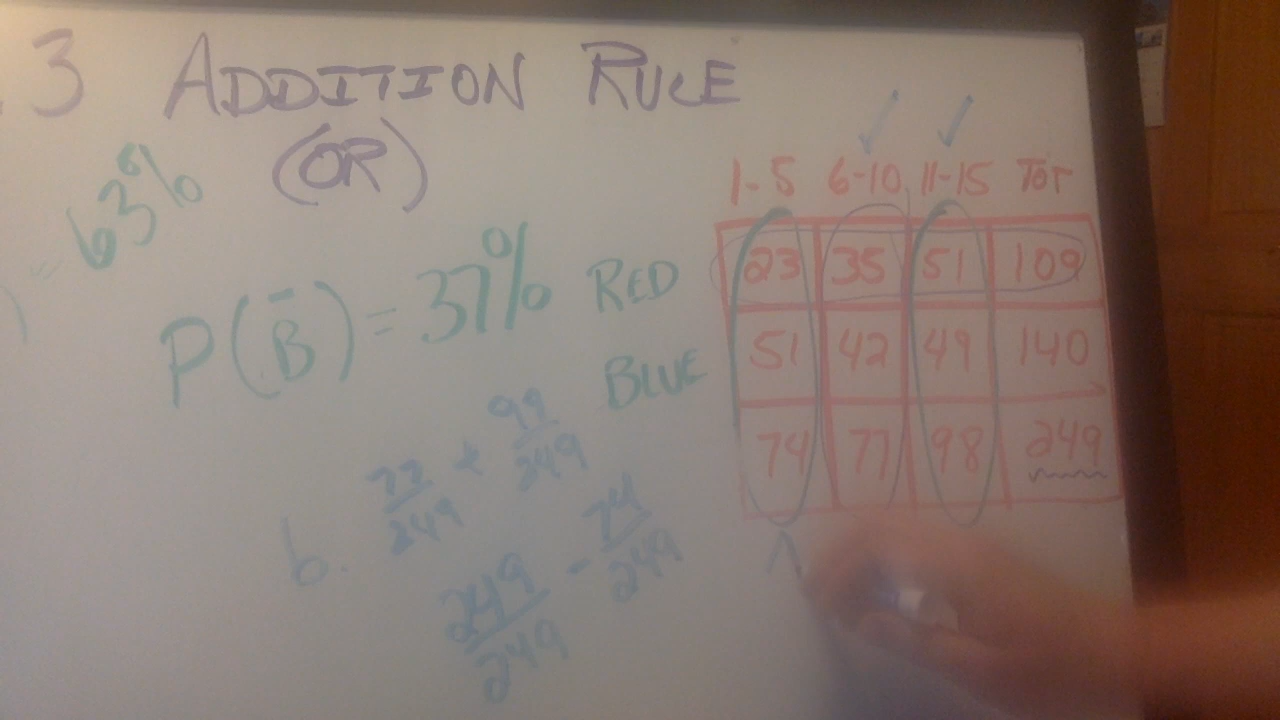 .3 ADDITION RULE
(OR)
= 63%
P(B̄) = 37%
1-5 6-10 11-15 TOT
RED 23 35 51 109
BLUE 51 42 49 140
74 77 98 249
b. 77/249 + 99/249
249/249 - 74/249